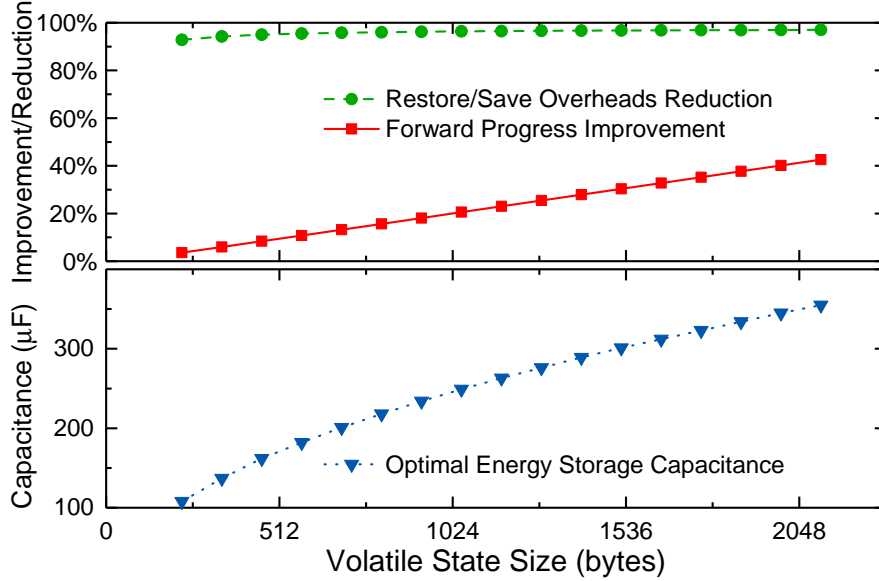 Improvement/Reduction
100%
80%
60%
40%
20%
0%
Restore/Save Overheads Reduction
Forward Progress Improvement
Capacitance (µF)
300
200
100
Optimal Energy Storage Capacitance
0
512
1024
1536
2048
Volatile State Size (bytes)